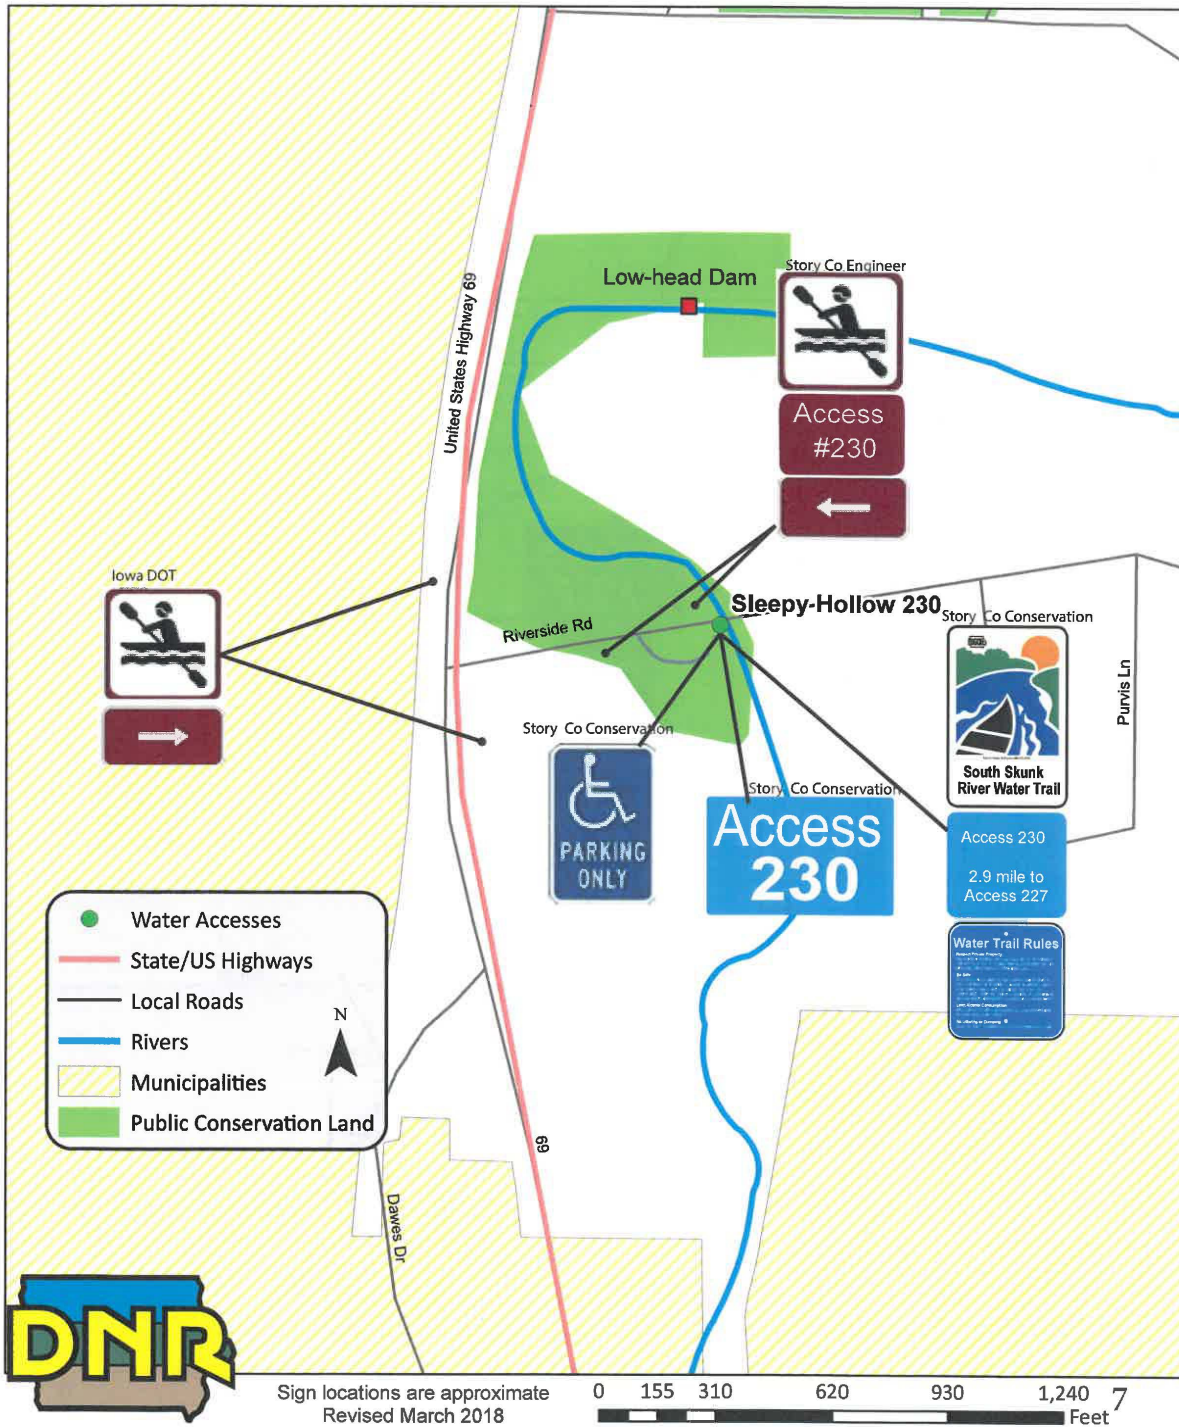 United States Highway 69
Low-head Dam
Story Co Engineer
Access
#230
Iowa DOT
Riverside Rd
Sleepy-Hollow 230
Story Co Conservation
South Skunk
River Water Trail
Purvis Ln
Story Co Conservation
PARKING
ONLY
Story Co Conservation
Access
230
Access 230
2.9 mile to
Access 227
Water Trail Rules
Water Accesses
State/US Highways
Local Roads
Rivers
Municipalities
Public Conservation Land
N
69
Dawes Dr
DNR
Sign locations are approximate
Revised March 2018
0 155 310 620 930 1,240
Feet
7